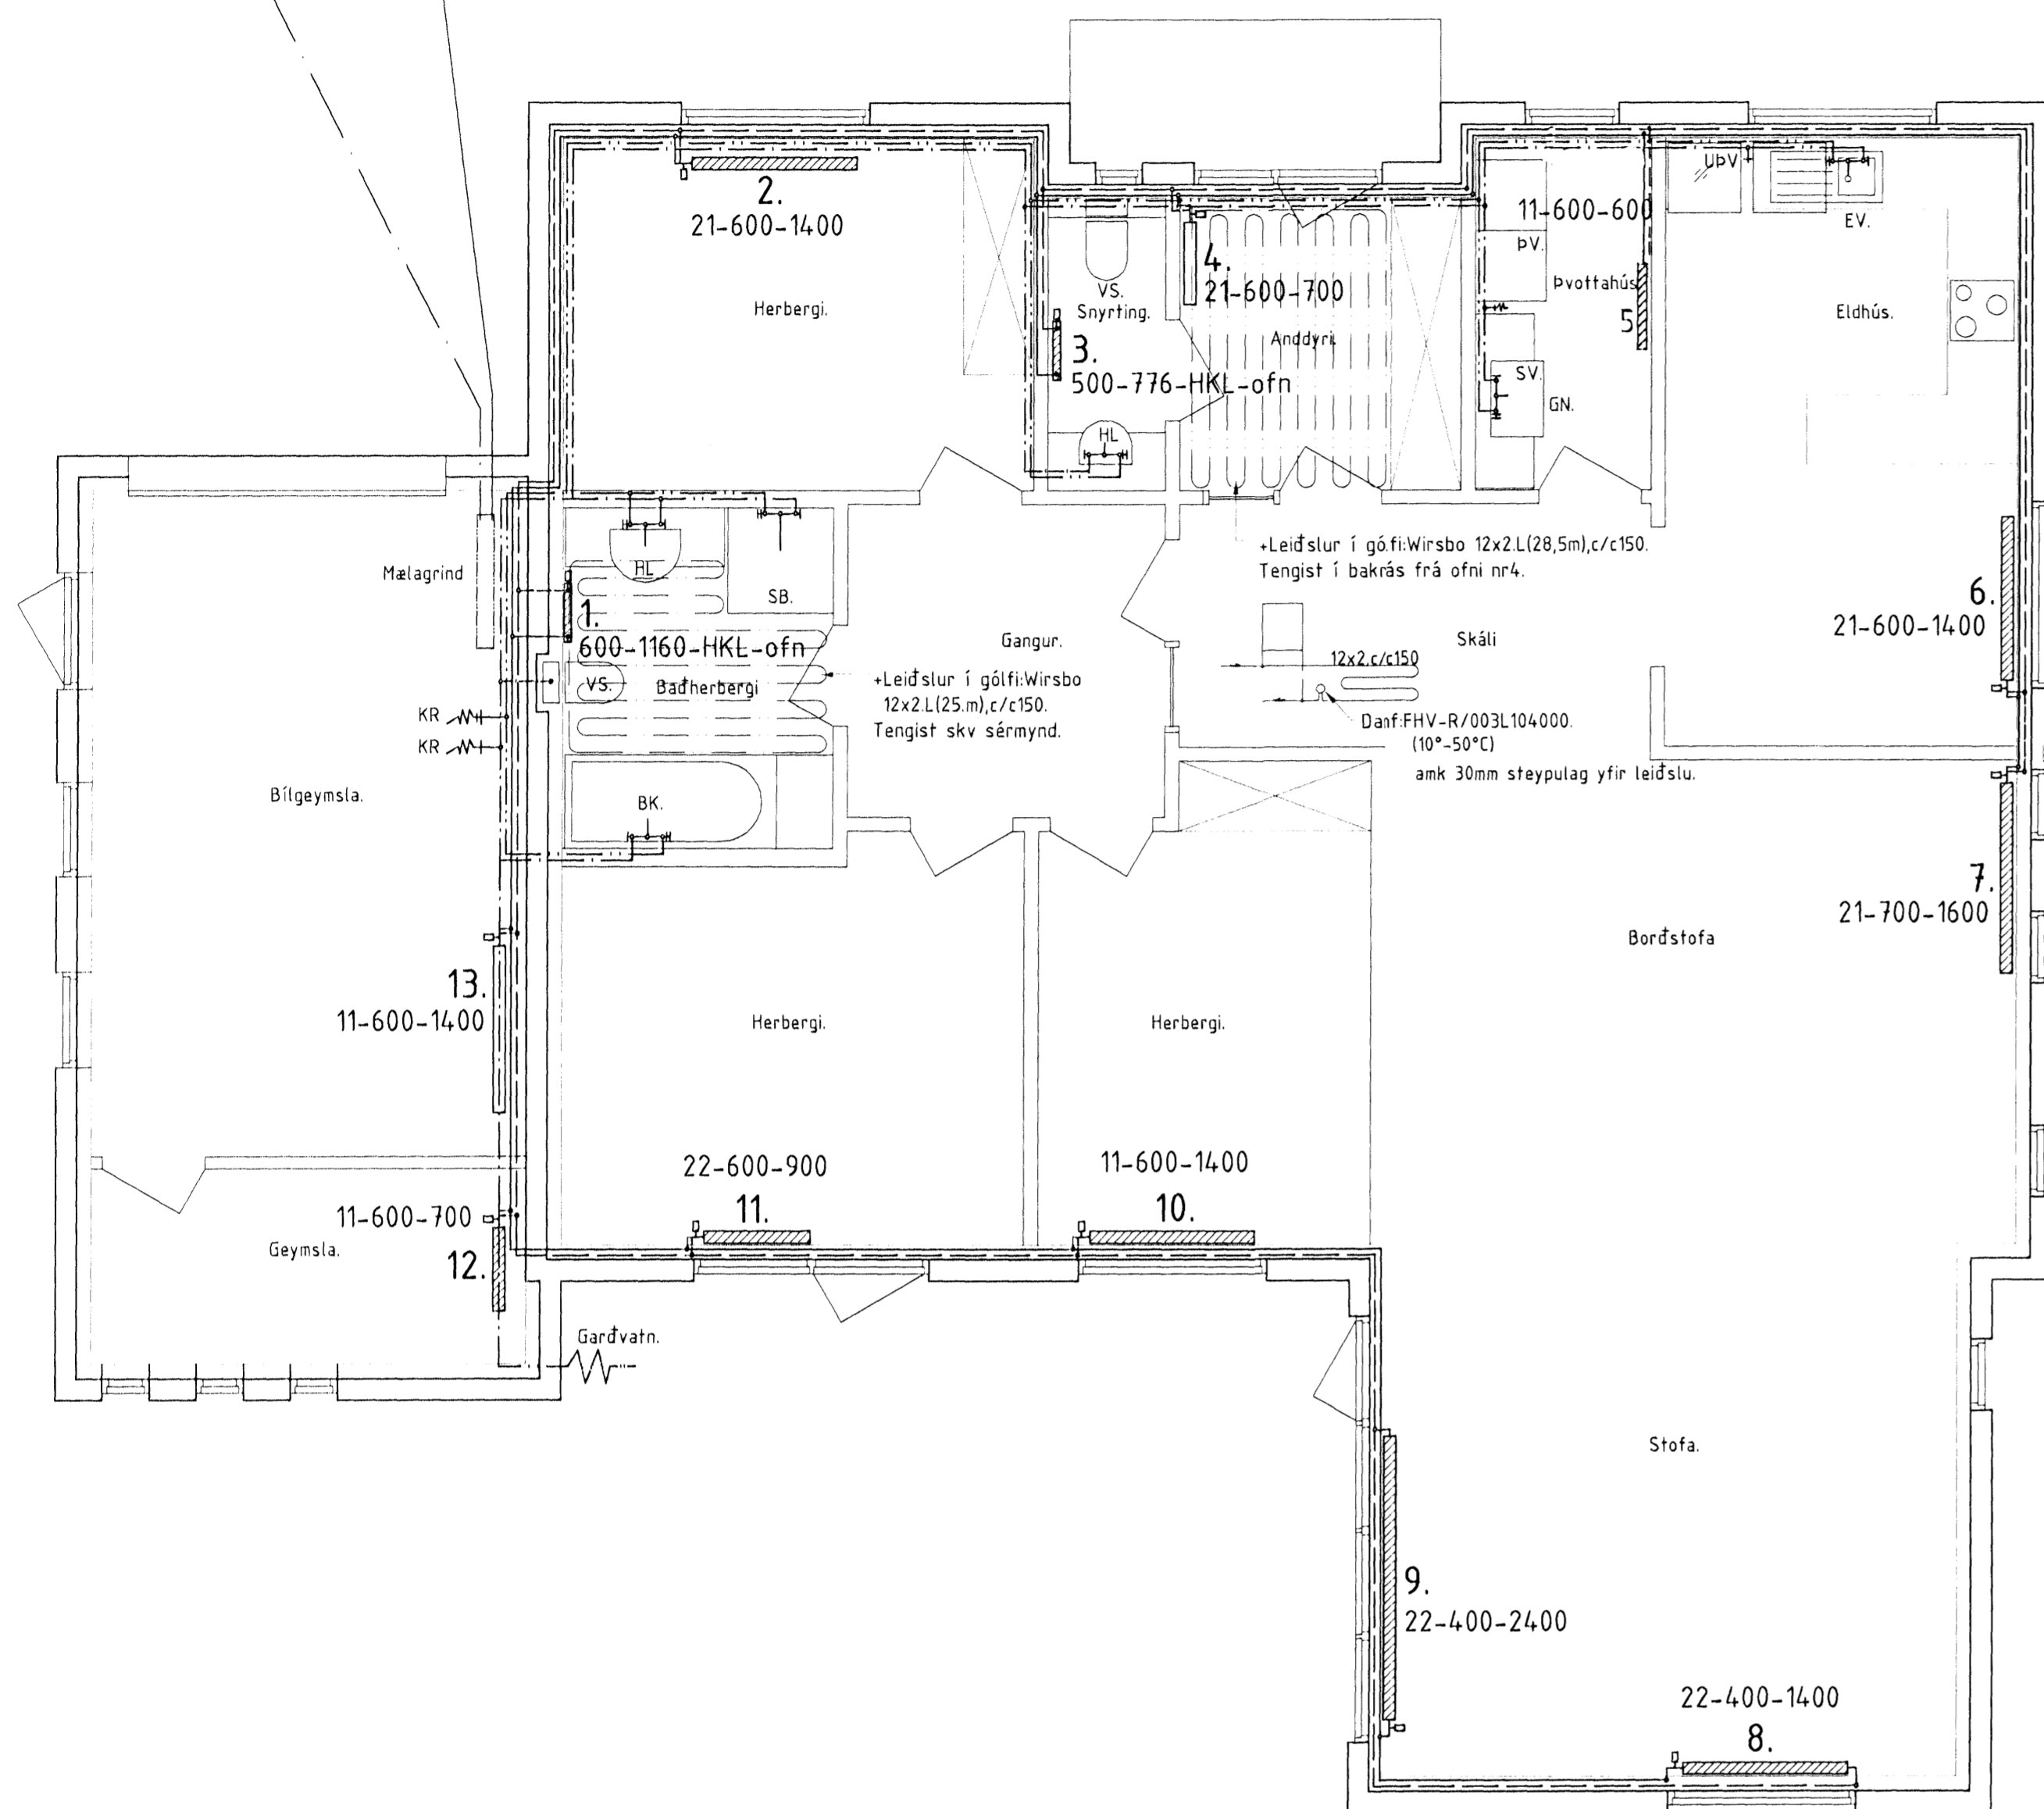 2.
21-600-1400
Herbergi.
VS.
Snyrting.
3.
500-776-HKL-ofn
HL
4.
21-600-700
Anddyri.
11-600-600
ÞV.
Þvottahús
5
SV.
GN.
UÞV
EV.
Eldhús.
Mælagrind
HL
SB.
1.
600-1160-HKL-ofn
VS.
Baðherbergi
BK.
KR
KR
Bílgeymsla.
Gangur.
+Leiðslur í gólfi:Wirsbo
12x2.L(25.m),c/c150.
Tengist skv sérmynd.
+Leiðslur í gó.fi:Wirsbo 12x2.L(28,5m),c/c150.
Tengist í bakrás frá ofni nr4.
Skáli
12x2.c/c150
Danf:FHV-R/003L104000.
(10°-50°C)
amk 30mm steypulag yfir leiðslu.
6.
21-600-1400
7.
21-700-1600
Borðstofa
13.
11-600-1400
Herbergi.
Herbergi.
22-600-900
11.
11-600-1400
10.
11-600-700
Geymsla.
12.
Garðvatn.
Stofa.
9.
22-400-2400
22-400-1400
8.